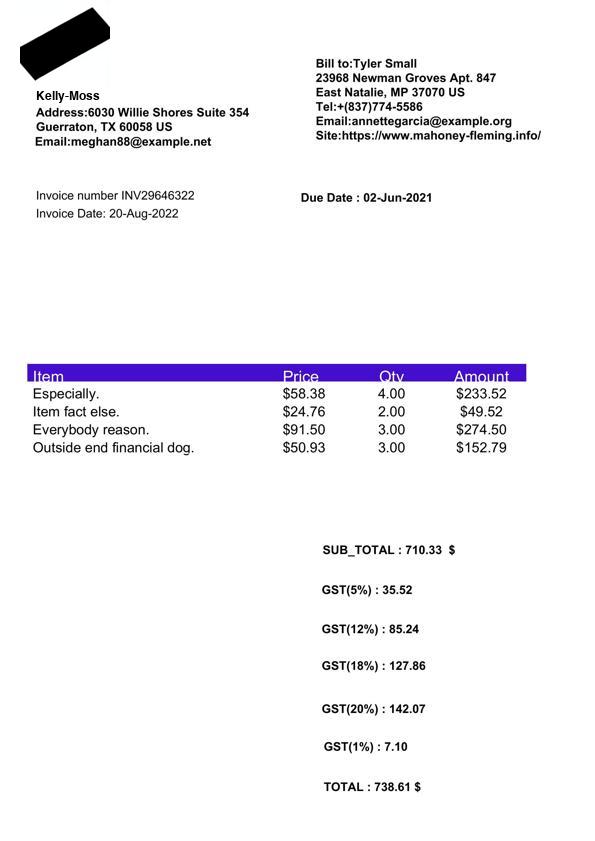 Kelly-Moss
Address:6030 Willie Shores Suite 354
Guerraton, TX 60058 US
Email:meghan88@example.net
Bill to:Tyler Small
23968 Newman Groves Apt. 847
East Natalie, MP 37070 US
Tel:+(837)774-5586
Email:annettegarcia@example.org
Site:https://www.mahoney-fleming.info/
Invoice number INV29646322
Invoice Date: 20-Aug-2022
Due Date : 02-Jun-2021
Item Price Qty Amount
Especially. $58.38 4.00 $233.52
Item fact else. $24.76 2.00 $49.52
Everybody reason. $91.50 3.00 $274.50
Outside end financial dog. $50.93 3.00 $152.79
SUB_TOTAL : 710.33 $
GST(5%) : 35.52
GST(12%) : 85.24
GST(18%) : 127.86
GST(20%) : 142.07
GST(1%) : 7.10
TOTAL : 738.61 $